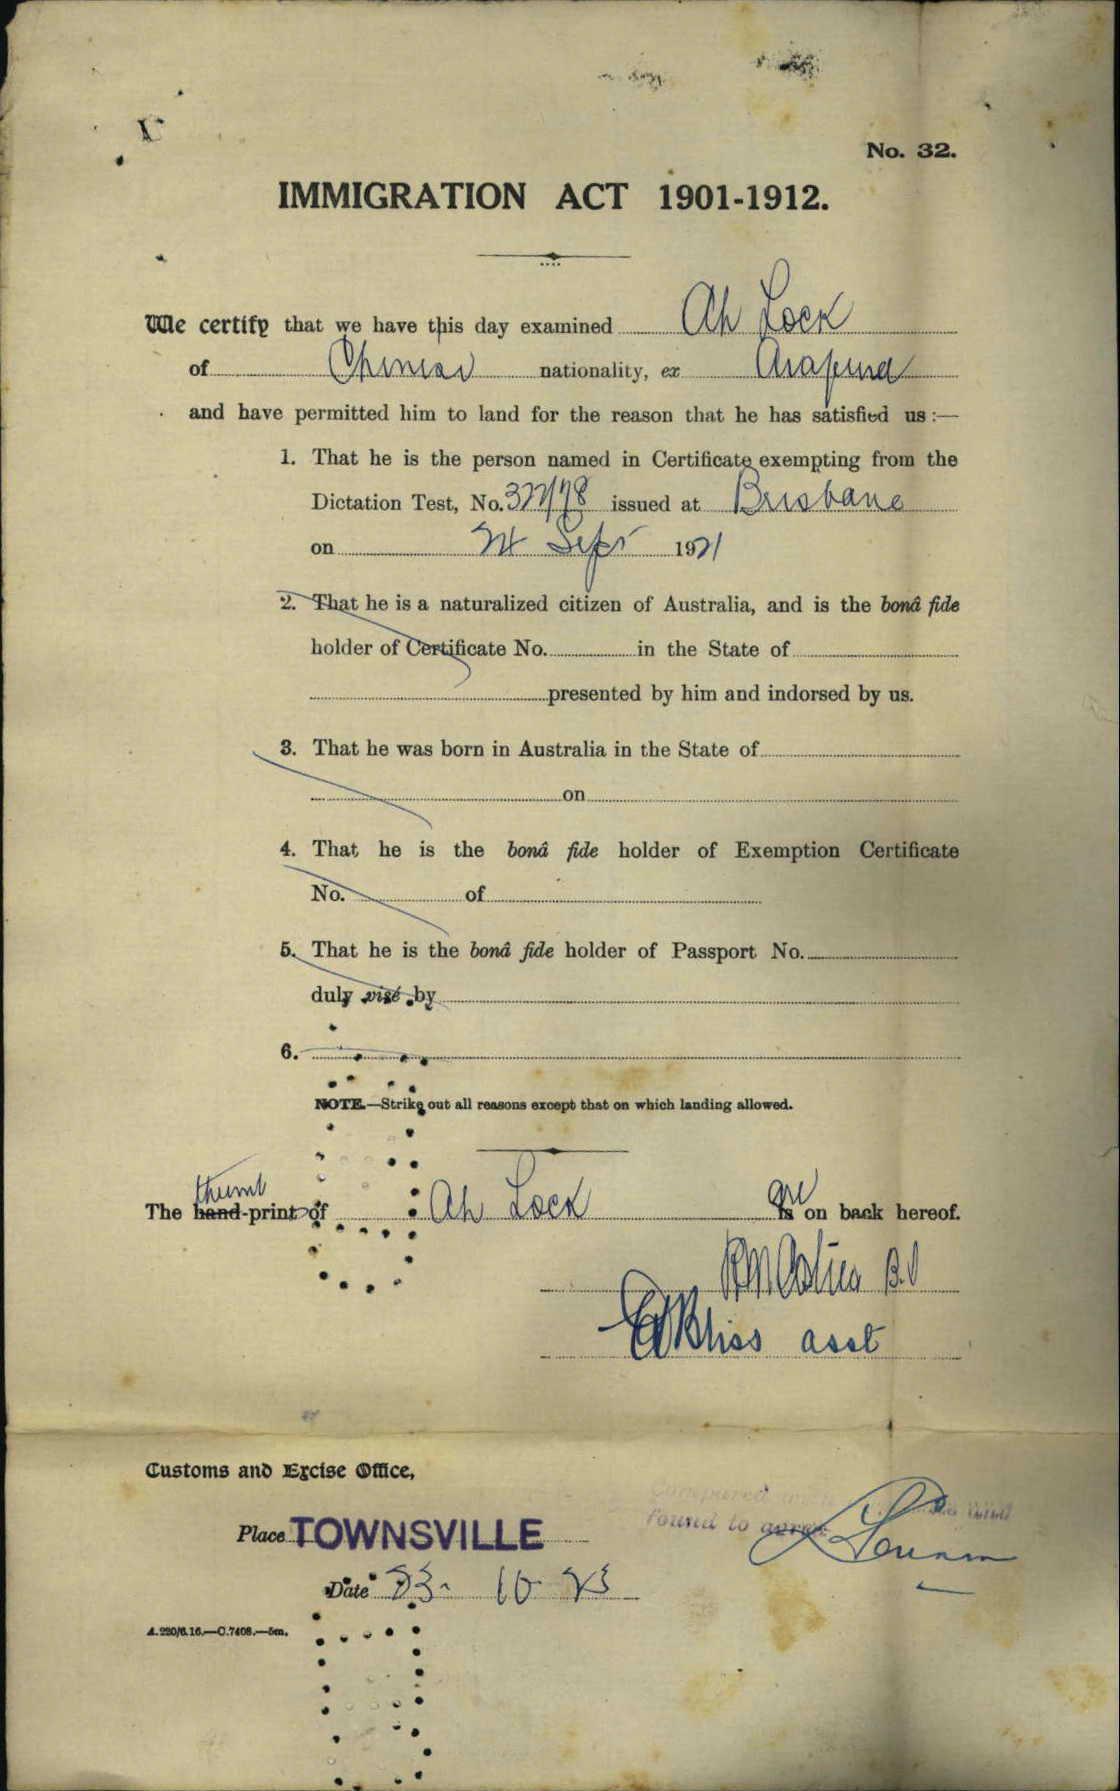 No. 32.
IMMIGRATION ACT 1901-1912.
We certify that we have this day examined Ah Lock
of Chinese nationality, ex Arafura
and have permitted him to land for the reason that he has satisfied us:—
1. That he is the person named in Certificate exempting from the
Dictation Test, No. issued at Brisbane
on 24 Sept 1921
2. That he is a naturalized citizen of Australia, and is the bonâ fide
holder of Certificate No. in the State of
presented by him and indorsed by us.
3. That he was born in Australia in the State of
on
4. That he is the bonâ fide holder of Exemption Certificate
No. of
5. That he is the bonâ fide holder of Passport No.
duly visé by
6.
NOTE.—Strike out all reasons except that on which landing allowed.
thumb are
The hand-print of Ah Lock is on back hereof.
Bliss asst
Customs and Excise Office,
Compared
found to agree
Place TOWNSVILLE
Date 23. 10 23
A.220/6.16.—C.7408.—5m.